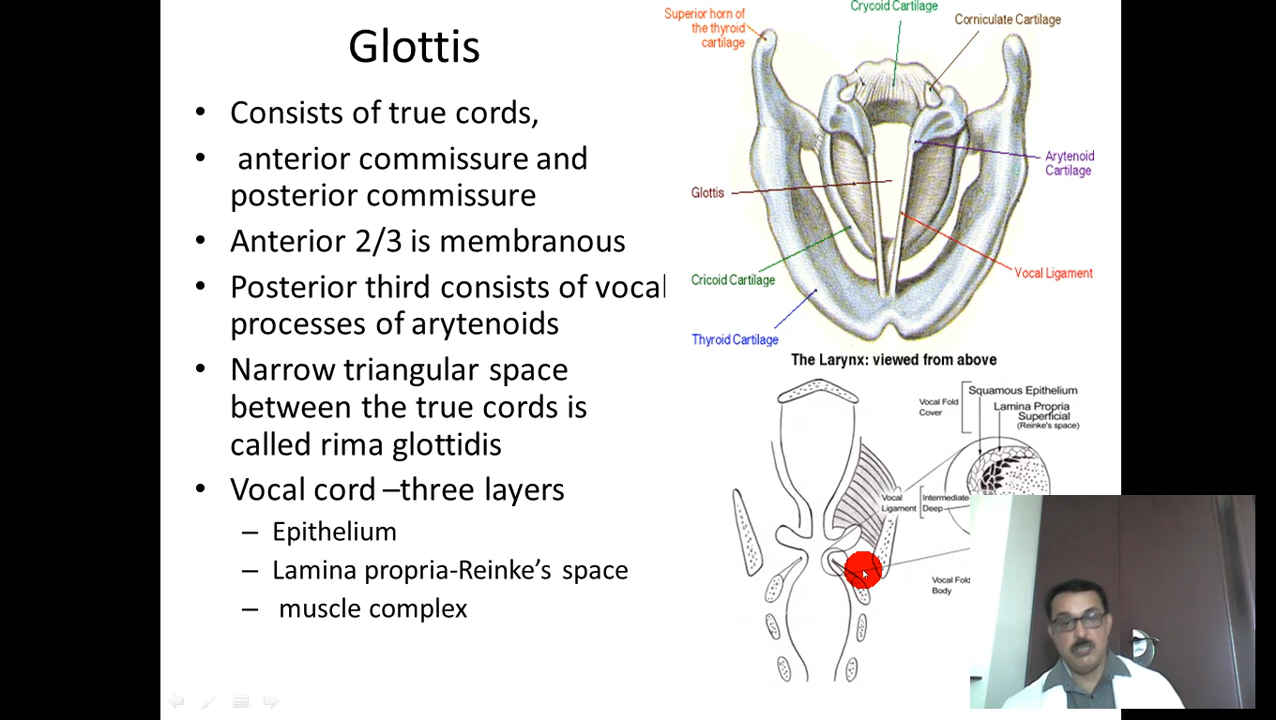 Glottis
• Consists of true cords,
• anterior commissure and
posterior commissure
• Anterior 2/3 is membranous
• Posterior third consists of vocal
processes of arytenoids
• Narrow triangular space
between the true cords is
called rima glottidis
• Vocal cord –three layers
– Epithelium
– Lamina propria-Reinke's space
– muscle complex
Superior horn of
the thyroid
cartilage
Crycoid Cartilage
Corniculate Cartilage
Arytenoid
Cartilage
Glottis
Cricoid Cartilage
Vocal Ligament
Thyroid Cartilage
The Larynx: viewed from above
Vocal Fold
Cover
Squamous Epithelium
Lamina Propria
Superficial
(Reinke's space)
Vocal
Ligament
Intermediate
Deep
Vocal Fold
Body